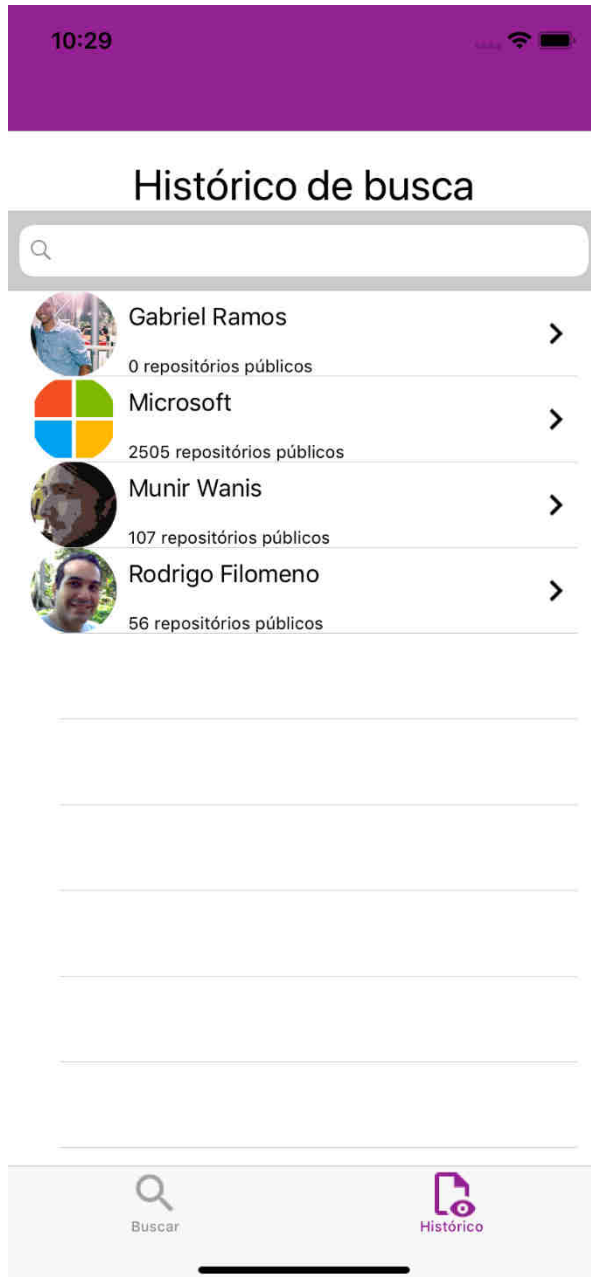 10:29
Histórico de busca
Gabriel Ramos
0 repositórios públicos
Microsoft
2505 repositórios públicos
Munir Wanis
107 repositórios públicos
Rodrigo Filomeno
56 repositórios públicos
Buscar
Histórico